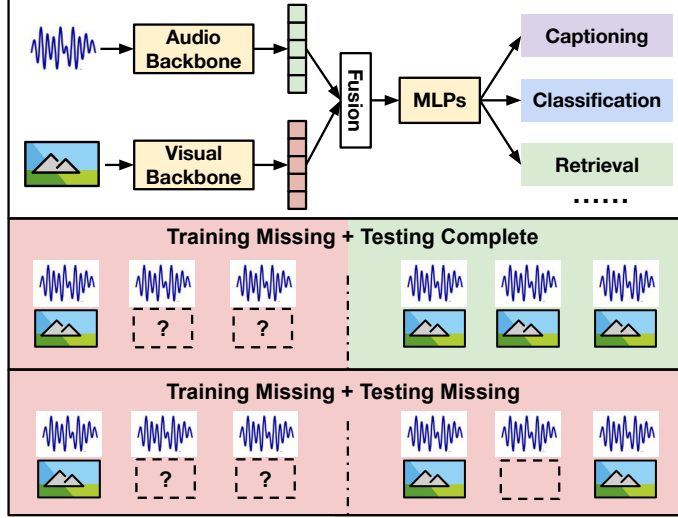 Audio
Backbone
Visual
Backbone
Fusion
MLPs
Captioning
Classification
Retrieval
......
Training Missing + Testing Complete
? ?
Training Missing + Testing Missing
? ?